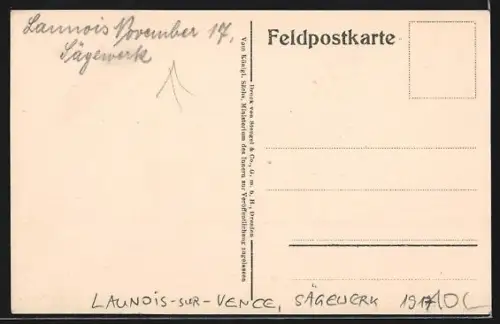 Launois November 17.
Sägewerk
Feldpostkarte
Druck von Stengel & Co., G. m. b. H., Dresden
Vom Königl. Sächs. Ministerium des Innern zur Veröffentlichung zugelassen
LAUNOIS-SUR-VENCE, SÄGEWERK 1917